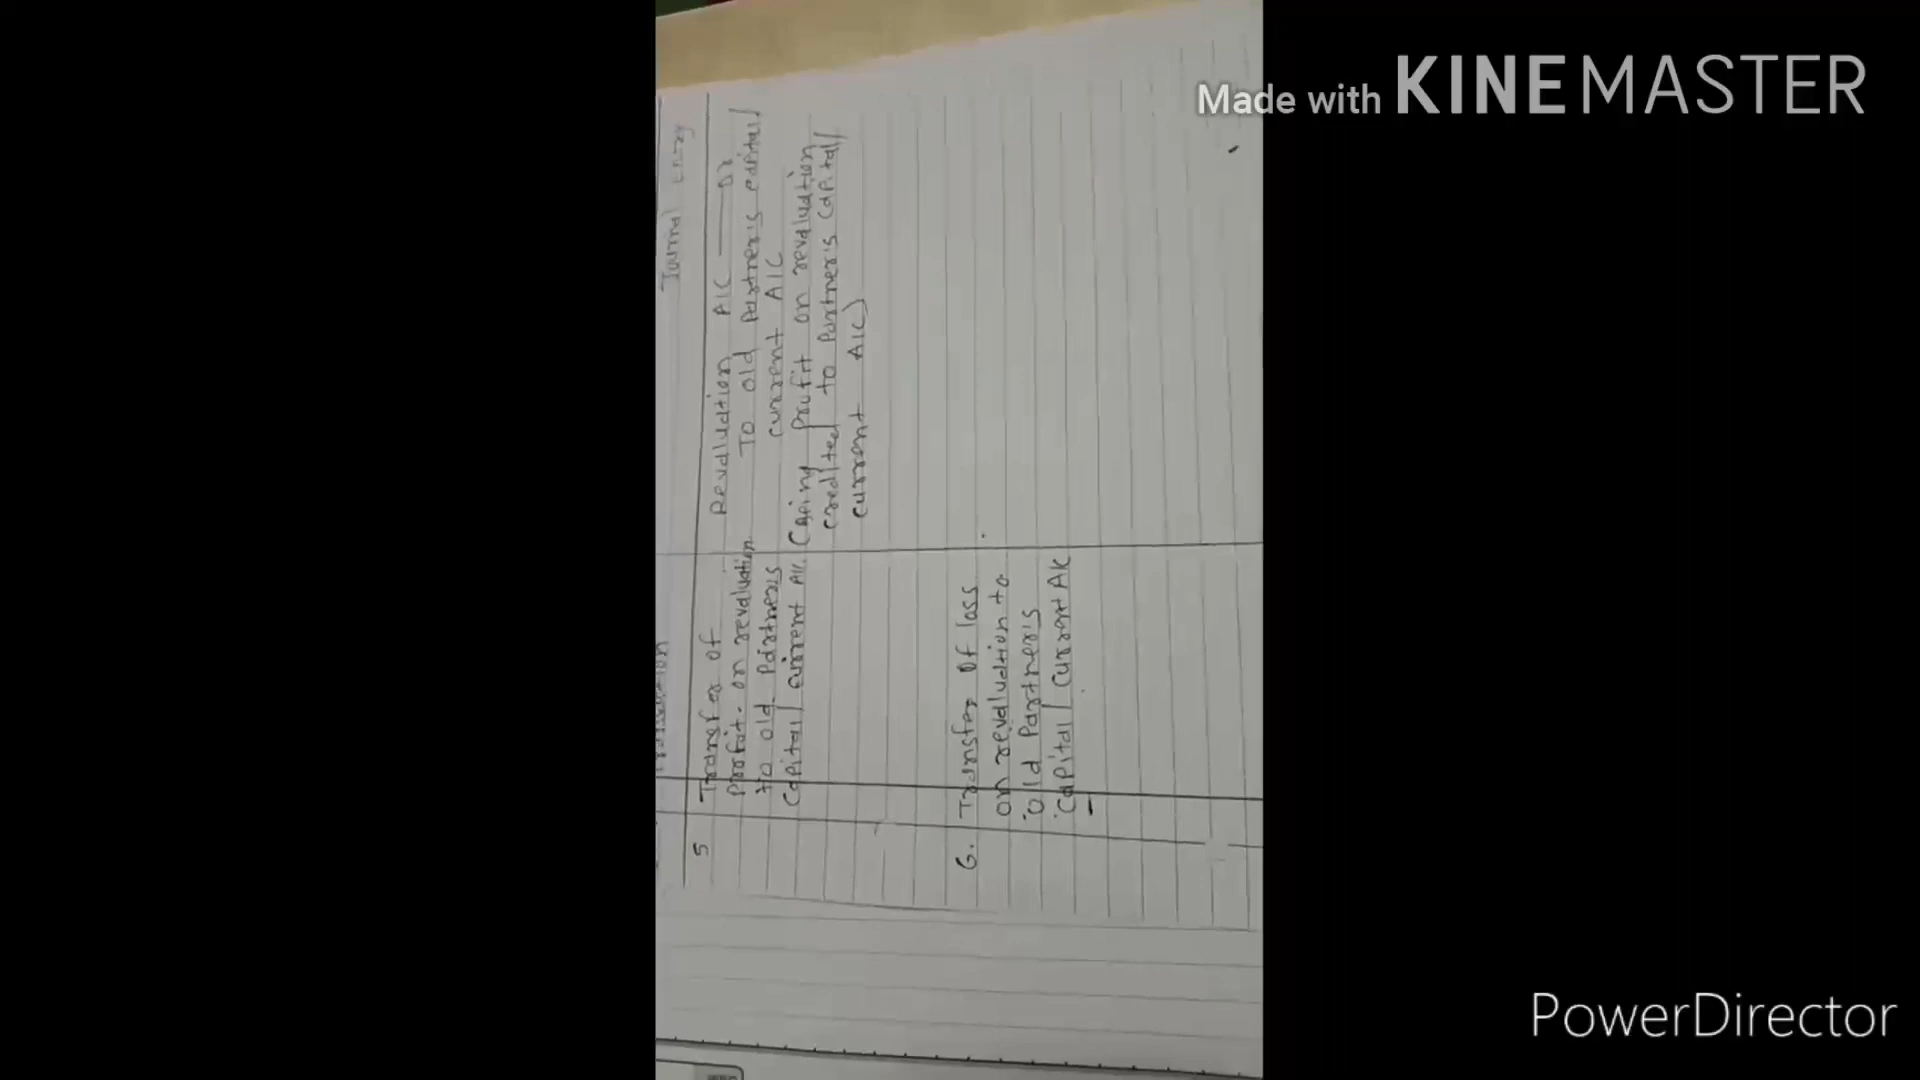 Journal Entry
5
Transfer of
Profit- on revaluation
to old Partner's
Capital/ current A/c.
Revaluation A/C — Dr
To old Partner's capital/
current A/C
(Being Profit on revaluation
credited to Partner's Capital/
current A/C)
6.
Transfer Of loss
on revaluation to
old Partner's
Capital/ Current A/c
Made with KINEMASTER
PowerDirector